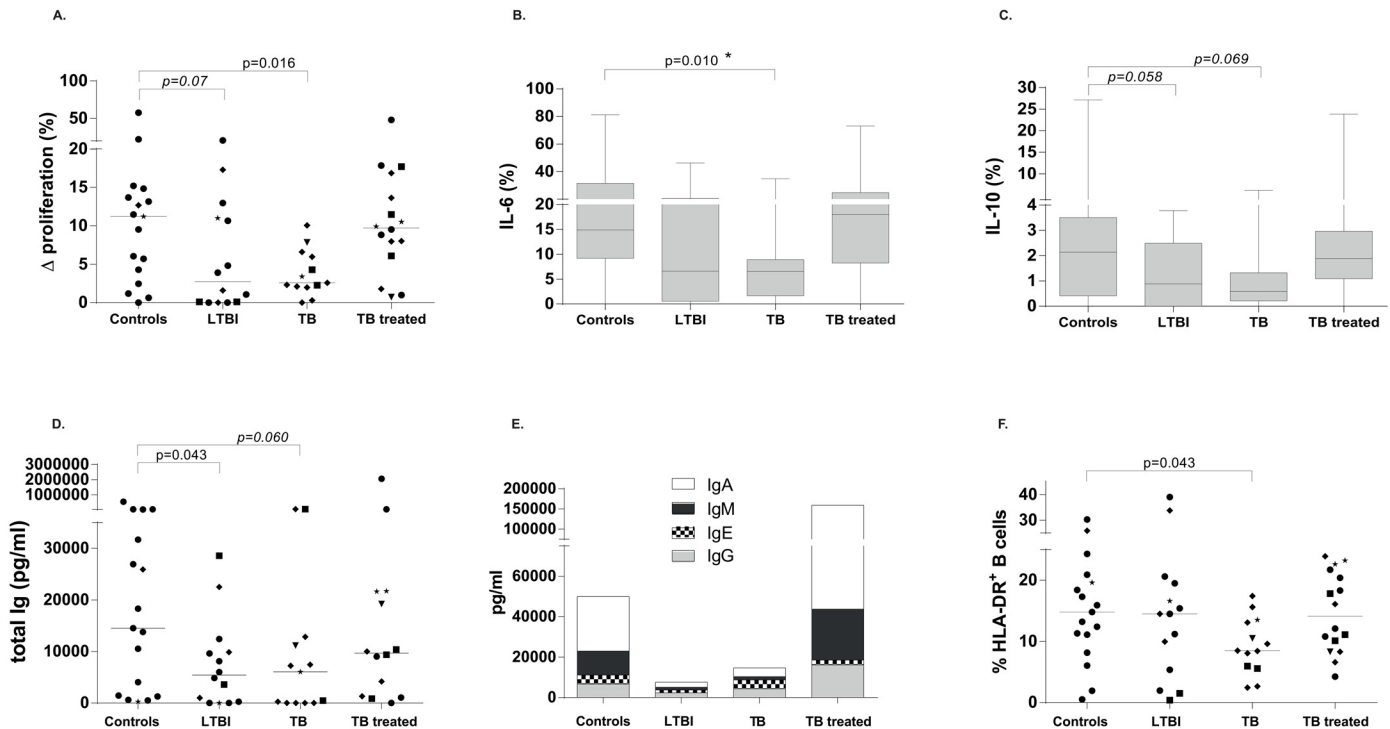 A.
p=0.016
p=0.07
Δ proliferation (%)
100
50
20
15
10
5
0
Controls LTBI TB TB treated
B.
p=0.010 *
IL-6 (%)
100
80
60
40
20
15
10
5
0
Controls LTBI TB TB treated
C.
p=0.069
p=0.058
IL-10 (%)
30
25
20
15
10
5
4
3
2
1
0
Controls LTBI TB TB treated
D.
p=0.060
p=0.043
total Ig (pg/ml)
3000000
2000000
1000000
30000
20000
10000
0
Controls LTBI TB TB treated
E.
IgA
IgM
IgE
IgG
pg/ml
200000
150000
100000
60000
40000
20000
0
Controls LTBI TB TB treated
F.
p=0.043
% HLA-DR+ B cells
40
30
20
10
0
Controls LTBI TB TB treated